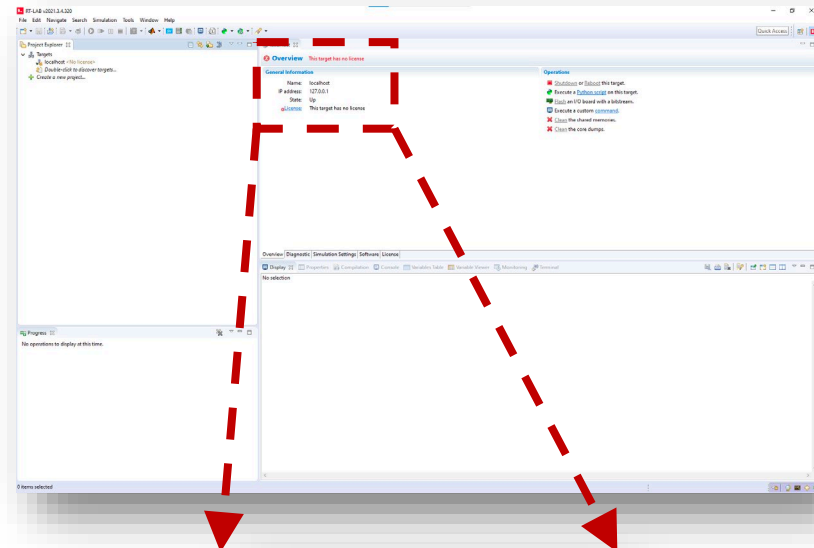 RT-LAB v2021.3.4.320
File Edit Navigate Search Simulation Tools Window Help
Quick Access
Project Explorer
Targets
localhost <No license>
Double-click to discover targets...
Create a new project...
Overview This target has no license
General Information
Name: localhost
IP address: 127.0.0.1
State: Up
License: This target has no license
Operations
Shutdown or Reboot this target.
Execute a Python script on this target.
Flash an I/O board with a bitstream.
Execute a custom command.
Clean the shared memories.
Clean the core dumps.
Overview Diagnostic Simulation Settings Software License
Display Properties Compilation Console Variables Table Variable Viewer Monitoring Terminal
No selection
Progress
No operations to display at this time.
0 items selected